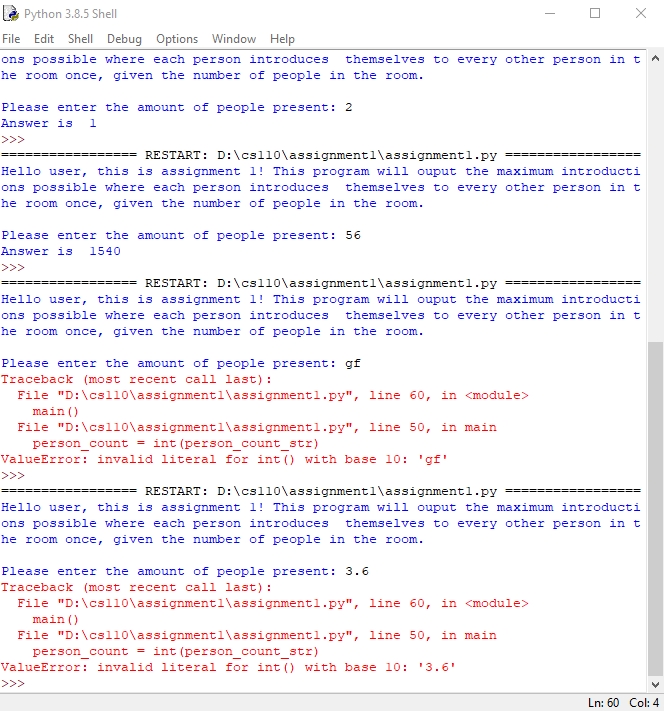 Python 3.8.5 Shell
File Edit Shell Debug Options Window Help
ons possible where each person introduces  themselves to every other person in t
he room once, given the number of people in the room.
Please enter the amount of people present: 2
Answer is  1
>>>
================= RESTART: D:\cs110\assignment1\assignment1.py =================
Hello user, this is assignment 1! This program will ouput the maximum introducti
ons possible where each person introduces  themselves to every other person in t
he room once, given the number of people in the room.
Please enter the amount of people present: 56
Answer is  1540
>>>
================= RESTART: D:\cs110\assignment1\assignment1.py =================
Hello user, this is assignment 1! This program will ouput the maximum introducti
ons possible where each person introduces  themselves to every other person in t
he room once, given the number of people in the room.
Please enter the amount of people present: gf
Traceback (most recent call last):
  File "D:\cs110\assignment1\assignment1.py", line 60, in <module>
    main()
  File "D:\cs110\assignment1\assignment1.py", line 50, in main
    person_count = int(person_count_str)
ValueError: invalid literal for int() with base 10: 'gf'
>>>
================= RESTART: D:\cs110\assignment1\assignment1.py =================
Hello user, this is assignment 1! This program will ouput the maximum introducti
ons possible where each person introduces  themselves to every other person in t
he room once, given the number of people in the room.
Please enter the amount of people present: 3.6
Traceback (most recent call last):
  File "D:\cs110\assignment1\assignment1.py", line 60, in <module>
    main()
  File "D:\cs110\assignment1\assignment1.py", line 50, in main
    person_count = int(person_count_str)
ValueError: invalid literal for int() with base 10: '3.6'
>>>
Ln: 60 Col: 4